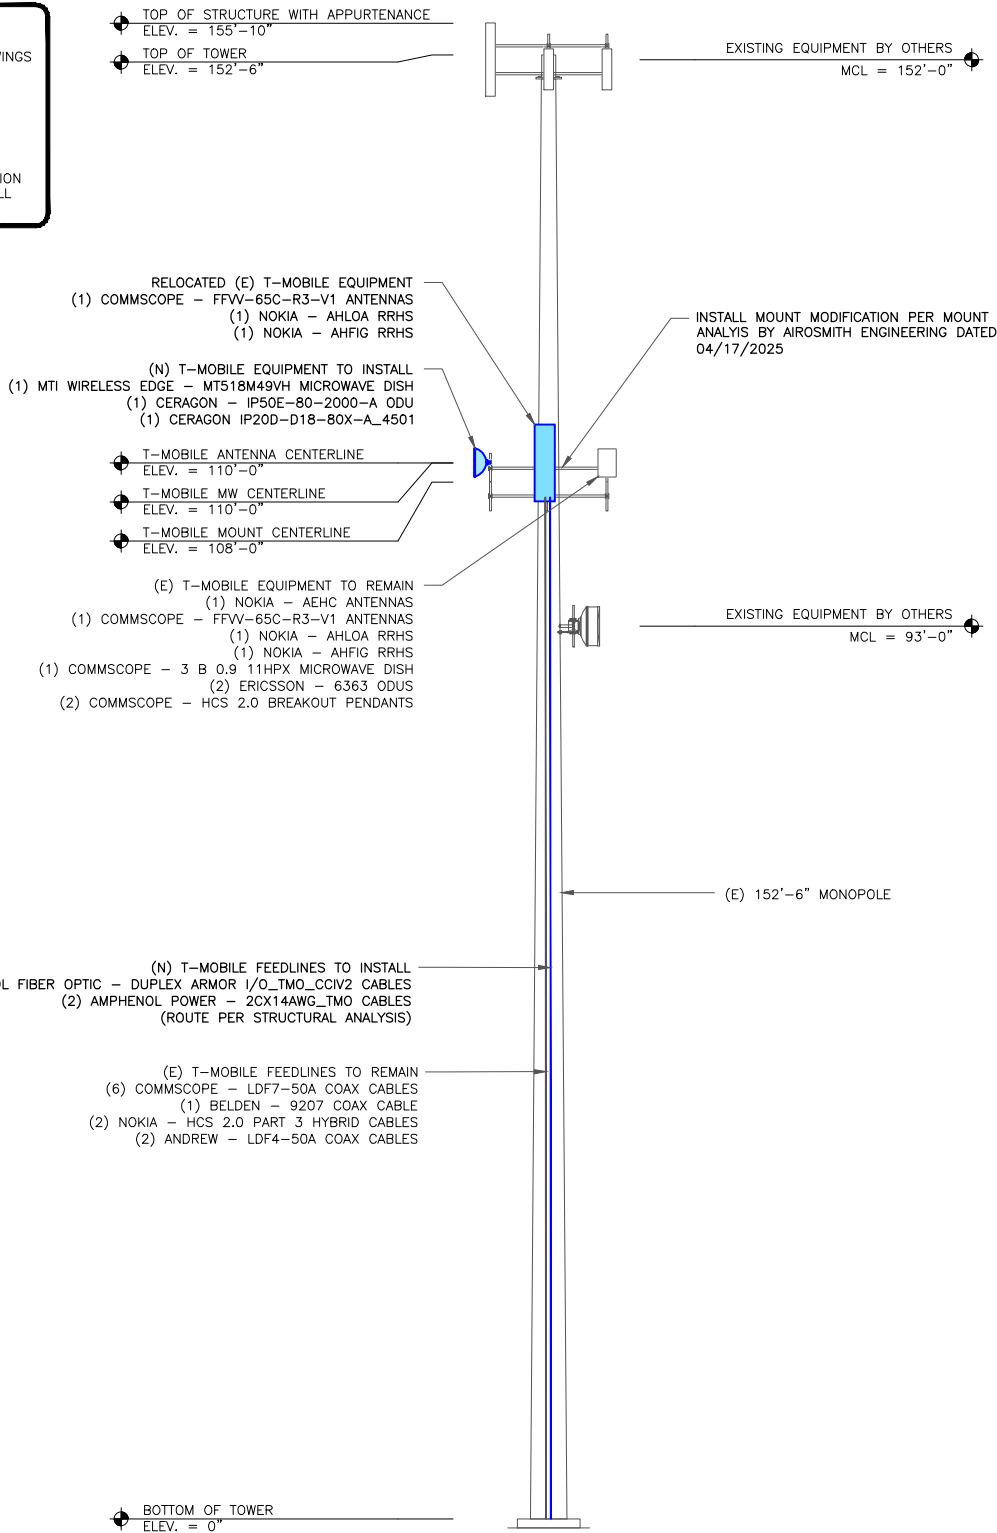 TOP OF STRUCTURE WITH APPURTENANCE
ELEV. = 155'-10"
TOP OF TOWER
ELEV. = 152'-6"
EXISTING EQUIPMENT BY OTHERS
MCL = 152'-0"
RELOCATED (E) T-MOBILE EQUIPMENT
(1) COMMSCOPE - FFVV-65C-R3-V1 ANTENNAS
(1) NOKIA - AHLOA RRHS
(1) NOKIA - AHFIG RRHS
INSTALL MOUNT MODIFICATION PER MOUNT
ANALYIS BY AIROSMITH ENGINEERING DATED
04/17/2025
(N) T-MOBILE EQUIPMENT TO INSTALL
(1) MTI WIRELESS EDGE - MT518M49VH MICROWAVE DISH
(1) CERAGON - IP50E-80-2000-A ODU
(1) CERAGON IP20D-D18-80X-A_4501
T-MOBILE ANTENNA CENTERLINE
ELEV. = 110'-0"
T-MOBILE MW CENTERLINE
ELEV. = 110'-0"
T-MOBILE MOUNT CENTERLINE
ELEV. = 108'-0"
(E) T-MOBILE EQUIPMENT TO REMAIN
(1) NOKIA - AEHC ANTENNAS
(1) COMMSCOPE - FFVV-65C-R3-V1 ANTENNAS
(1) NOKIA - AHLOA RRHS
(1) NOKIA - AHFIG RRHS
(1) COMMSCOPE - 3 B 0.9 11HPX MICROWAVE DISH
(2) ERICSSON - 6363 ODUS
(2) COMMSCOPE - HCS 2.0 BREAKOUT PENDANTS
EXISTING EQUIPMENT BY OTHERS
MCL = 93'-0"
(E) 152'-6" MONOPOLE
(N) T-MOBILE FEEDLINES TO INSTALL
FIBER OPTIC - DUPLEX ARMOR I/O_TMO_CCIV2 CABLES
(2) AMPHENOL POWER - 2CX14AWG_TMO CABLES
(ROUTE PER STRUCTURAL ANALYSIS)
(E) T-MOBILE FEEDLINES TO REMAIN
(6) COMMSCOPE - LDF7-50A COAX CABLES
(1) BELDEN - 9207 COAX CABLE
(2) NOKIA - HCS 2.0 PART 3 HYBRID CABLES
(2) ANDREW - LDF4-50A COAX CABLES
BOTTOM OF TOWER
ELEV. = 0"